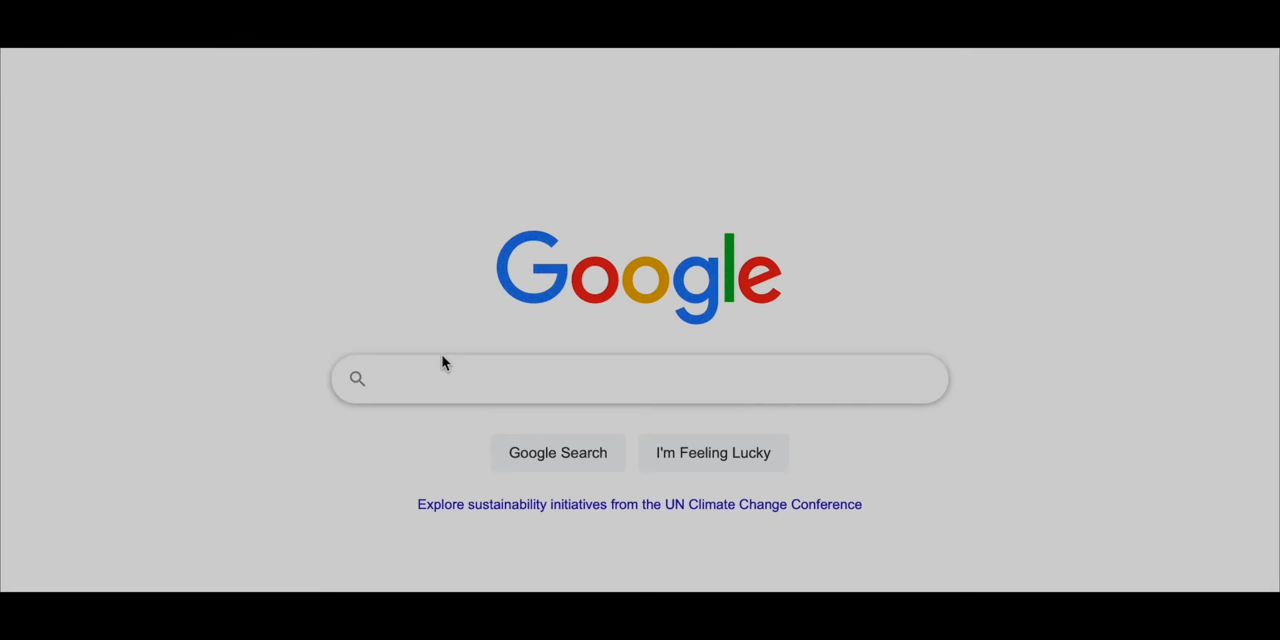 Google
Google Search
I'm Feeling Lucky
Explore sustainability initiatives from the UN Climate Change Conference